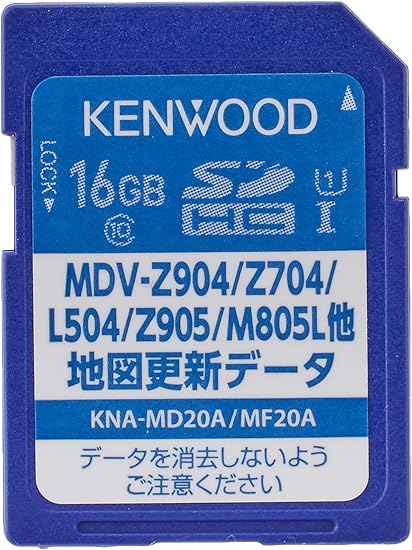 KENWOOD
LOCK
16GB
SD HC I
U1
10
MDV-Z904/Z704/
L504/Z905/M805L他
地図更新データ
KNA-MD20A/MF20A
データを消去しないよう
ご注意ください